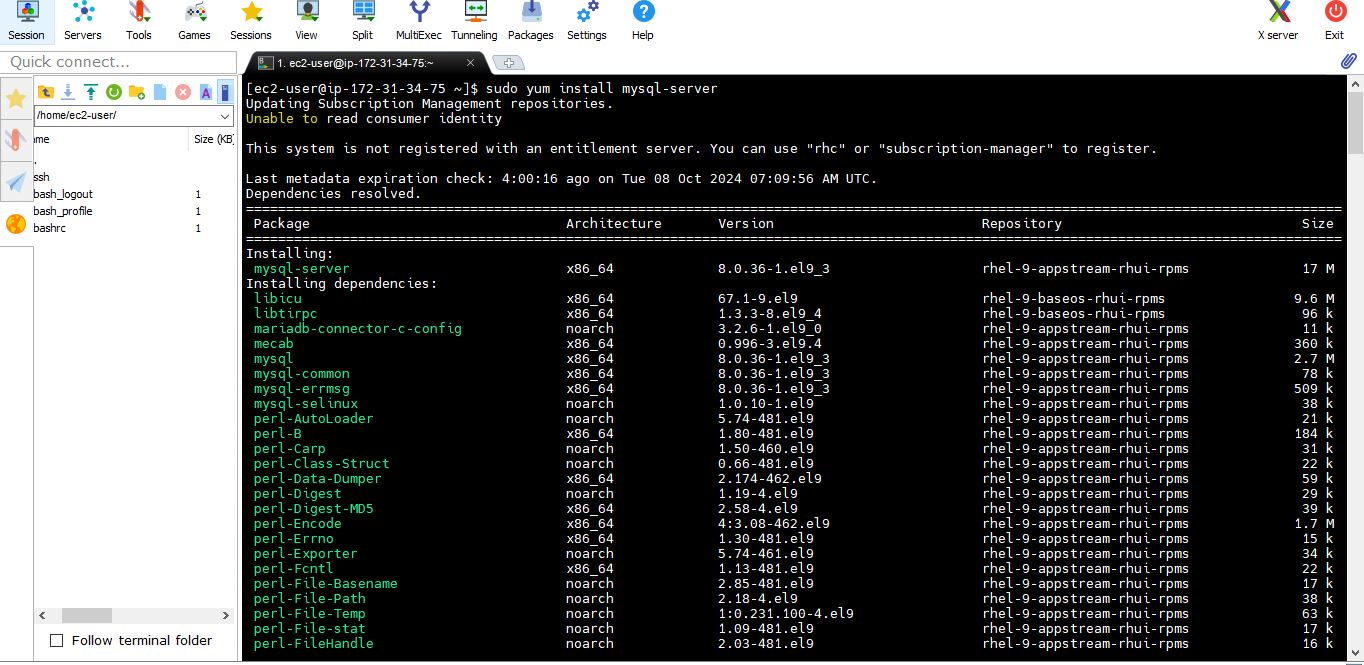 Session Servers Tools Games Sessions View Split MultiExec Tunneling Packages Settings Help X server Exit
Quick connect...
1. ec2-user@ip-172-31-34-75:~
/home/ec2-user/
me Size (KB)
.
ssh
bash_logout 1
bash_profile 1
bashrc 1
Follow terminal folder
[ec2-user@ip-172-31-34-75 ~]$ sudo yum install mysql-server
Updating Subscription Management repositories.
Unable to read consumer identity
This system is not registered with an entitlement server. You can use "rhc" or "subscription-manager" to register.
Last metadata expiration check: 4:00:16 ago on Tue 08 Oct 2024 07:09:56 AM UTC.
Dependencies resolved.
Package Architecture Version Repository Size
Installing:
mysql-server x86_64 8.0.36-1.el9_3 rhel-9-appstream-rhui-rpms 17 M
Installing dependencies:
libicu x86_64 67.1-9.el9 rhel-9-baseos-rhui-rpms 9.6 M
libtirpc x86_64 1.3.3-8.el9_4 rhel-9-baseos-rhui-rpms 96 k
mariadb-connector-c-config noarch 3.2.6-1.el9_0 rhel-9-appstream-rhui-rpms 11 k
mecab x86_64 0.996-3.el9.4 rhel-9-appstream-rhui-rpms 360 k
mysql x86_64 8.0.36-1.el9_3 rhel-9-appstream-rhui-rpms 2.7 M
mysql-common x86_64 8.0.36-1.el9_3 rhel-9-appstream-rhui-rpms 78 k
mysql-errmsg x86_64 8.0.36-1.el9_3 rhel-9-appstream-rhui-rpms 509 k
mysql-selinux noarch 1.0.10-1.el9 rhel-9-appstream-rhui-rpms 38 k
perl-AutoLoader noarch 5.74-481.el9 rhel-9-appstream-rhui-rpms 21 k
perl-B x86_64 1.80-481.el9 rhel-9-appstream-rhui-rpms 184 k
perl-Carp noarch 1.50-460.el9 rhel-9-appstream-rhui-rpms 31 k
perl-Class-Struct noarch 0.66-481.el9 rhel-9-appstream-rhui-rpms 22 k
perl-Data-Dumper x86_64 2.174-462.el9 rhel-9-appstream-rhui-rpms 59 k
perl-Digest noarch 1.19-4.el9 rhel-9-appstream-rhui-rpms 29 k
perl-Digest-MD5 x86_64 2.58-4.el9 rhel-9-appstream-rhui-rpms 39 k
perl-Encode x86_64 4:3.08-462.el9 rhel-9-appstream-rhui-rpms 1.7 M
perl-Errno x86_64 1.30-481.el9 rhel-9-appstream-rhui-rpms 15 k
perl-Exporter noarch 5.74-461.el9 rhel-9-appstream-rhui-rpms 34 k
perl-Fcntl x86_64 1.13-481.el9 rhel-9-appstream-rhui-rpms 22 k
perl-File-Basename noarch 2.85-481.el9 rhel-9-appstream-rhui-rpms 17 k
perl-File-Path noarch 2.18-4.el9 rhel-9-appstream-rhui-rpms 38 k
perl-File-Temp noarch 1:0.231.100-4.el9 rhel-9-appstream-rhui-rpms 63 k
perl-File-stat noarch 1.09-481.el9 rhel-9-appstream-rhui-rpms 17 k
perl-FileHandle noarch 2.03-481.el9 rhel-9-appstream-rhui-rpms 16 k